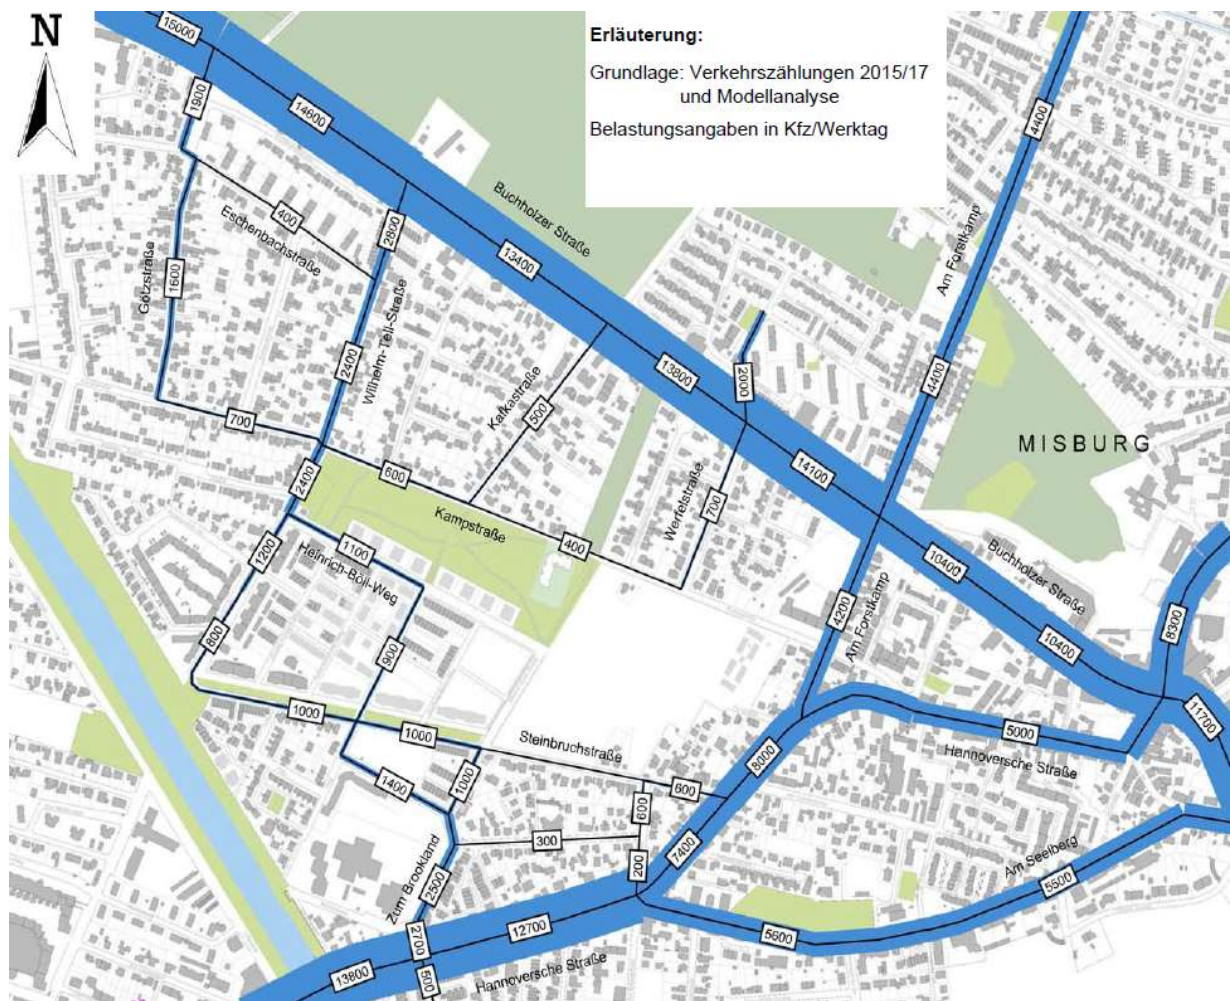 N
Erläuterung:
Grundlage: Verkehrszählungen 2015/17
und Modellanalyse
Belastungsangaben in Kfz/Werktag
15000
1900
14600
4400
Buchholzer Straße
400
Eschenbachstraße
2800
Götzstraße
1600
13400
Am Forstkamp
Wilhelm-Tell-Straße
2400
13800
2000
4400
Kafkastraße
500
700
MISBURG
2400
600
14100
Werfelstraße
700
Kampstraße
400
1200
1100
Heinrich-Böll-Weg
10400
Buchholzer Straße
4200
Am Forstkamp
800
900
10400
8300
1000
1000
Steinbruchstraße
5000
11700
Hannoversche Straße
8000
1400
1000
600
600
300
7400
200
Zum Brookland
2500
Am Seelberg
5500
2700
12700
5600
13800
500
Hannoversche Straße